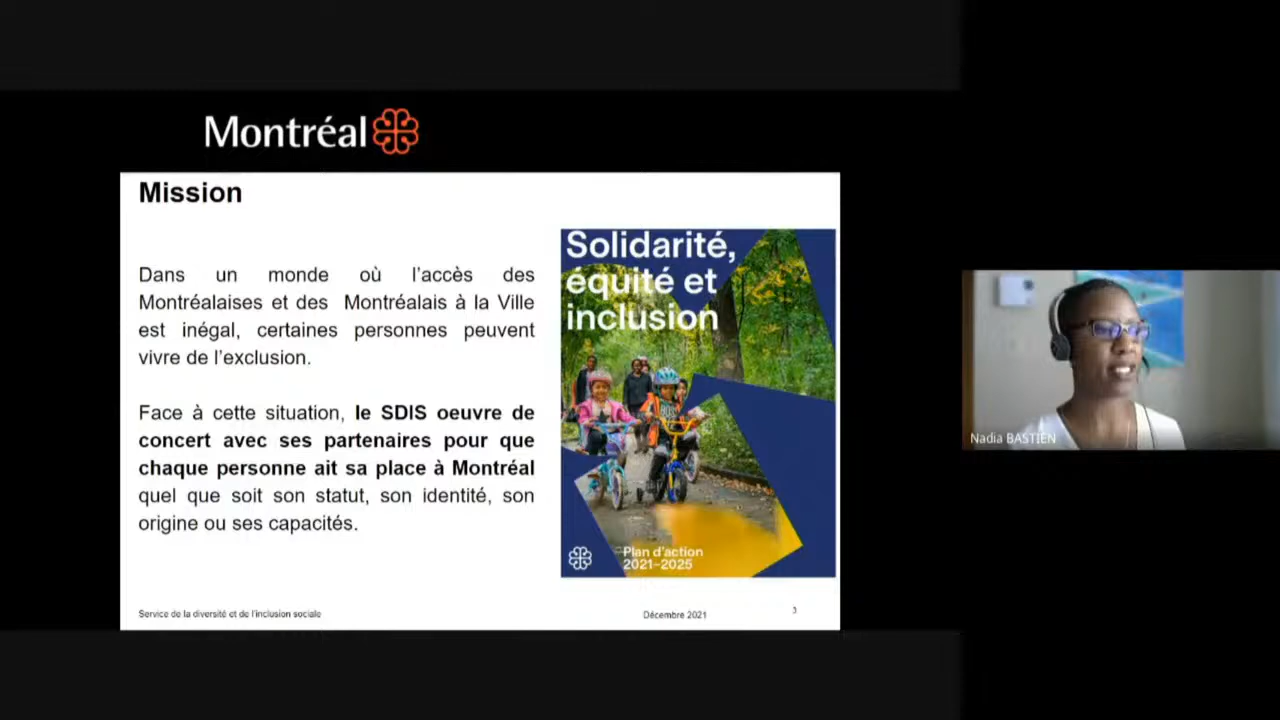 Montréal
Mission
Dans un monde où l'accès des
Montréalaises et des Montréalais à la Ville
est inégal, certaines personnes peuvent
vivre de l'exclusion.
Face à cette situation, le SDIS oeuvre de
concert avec ses partenaires pour que
chaque personne ait sa place à Montréal
quel que soit son statut, son identité, son
origine ou ses capacités.
Solidarité,
équité et
inclusion
Plan d'action
2021–2025
Service de la diversité et de l'inclusion sociale
Décembre 2021
3
Nadia BASTIEN